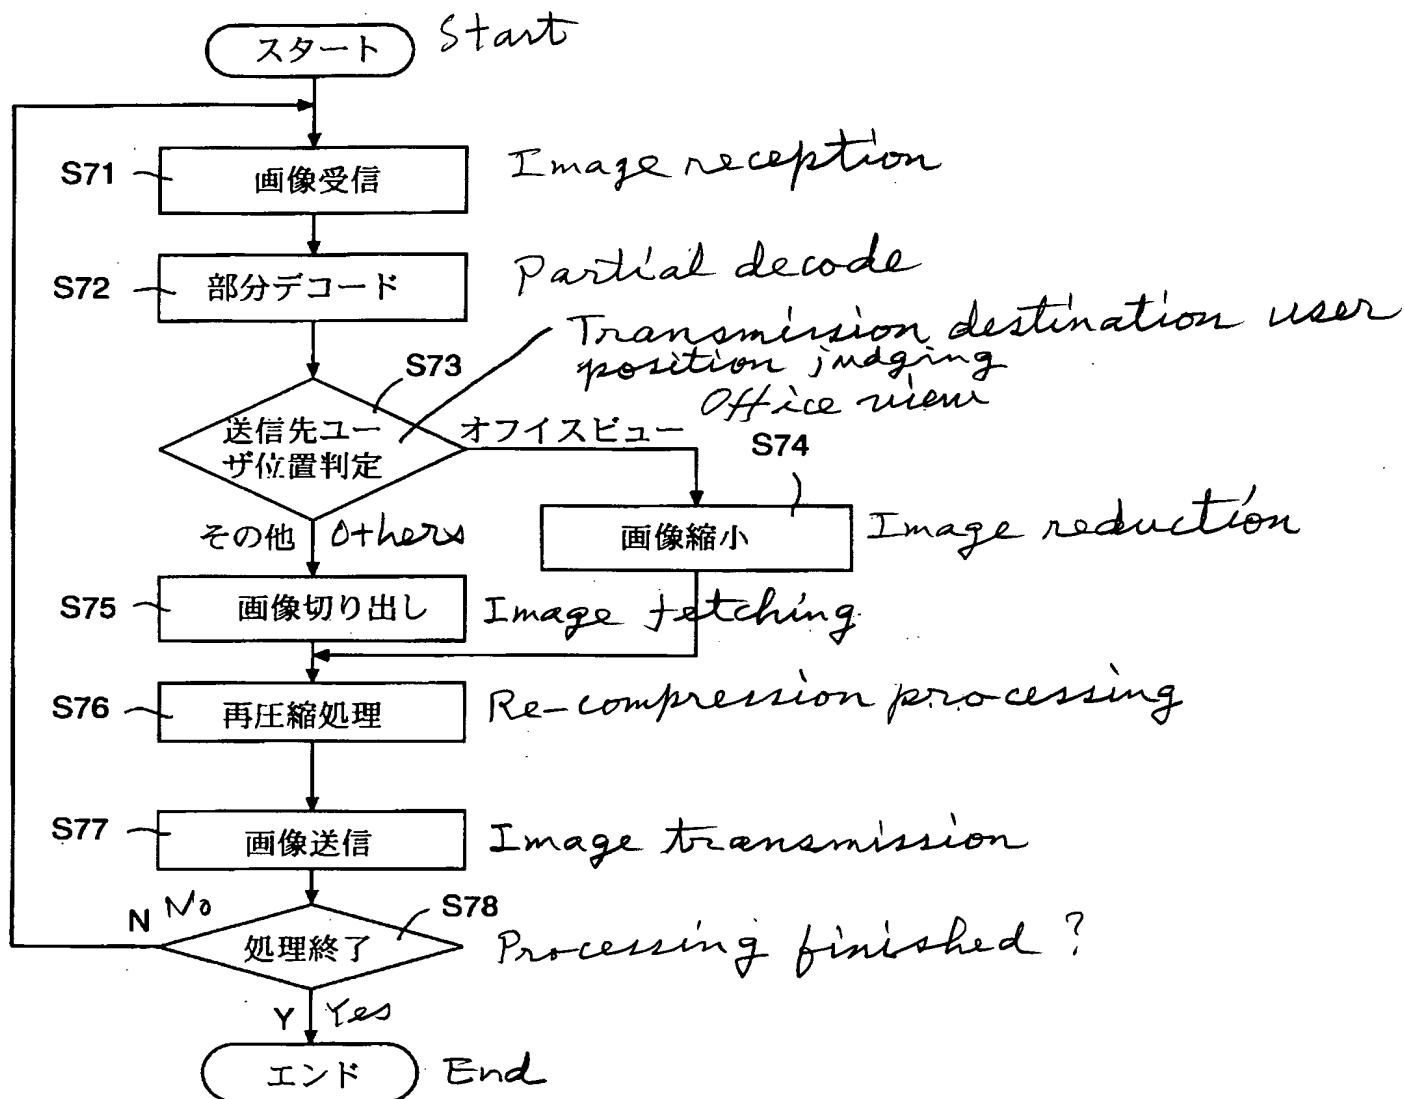 スタート Start
S71 画像受信 Image reception
S72 部分デコード Partial decode
Transmission destination user
position judging
S73
Office view
送信先ユー
ザ位置判定
オフイスビュー
S74
その他 Others
画像縮小 Image reduction
S75 画像切り出し Image fetching
S76 再圧縮処理 Re-compression processing
S77 画像送信 Image transmission
N No
S78
処理終了 Processing finished?
Y Yes
エンド End